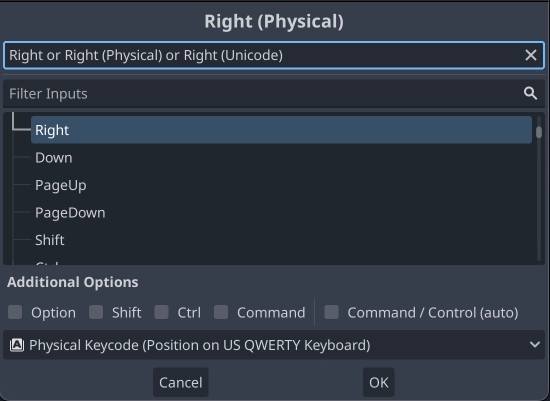 Right (Physical)
Right or Right (Physical) or Right (Unicode)
Filter Inputs
Right
Down
PageUp
PageDown
Shift
Additional Options
Option Shift Ctrl Command Command / Control (auto)
Physical Keycode (Position on US QWERTY Keyboard)
Cancel OK